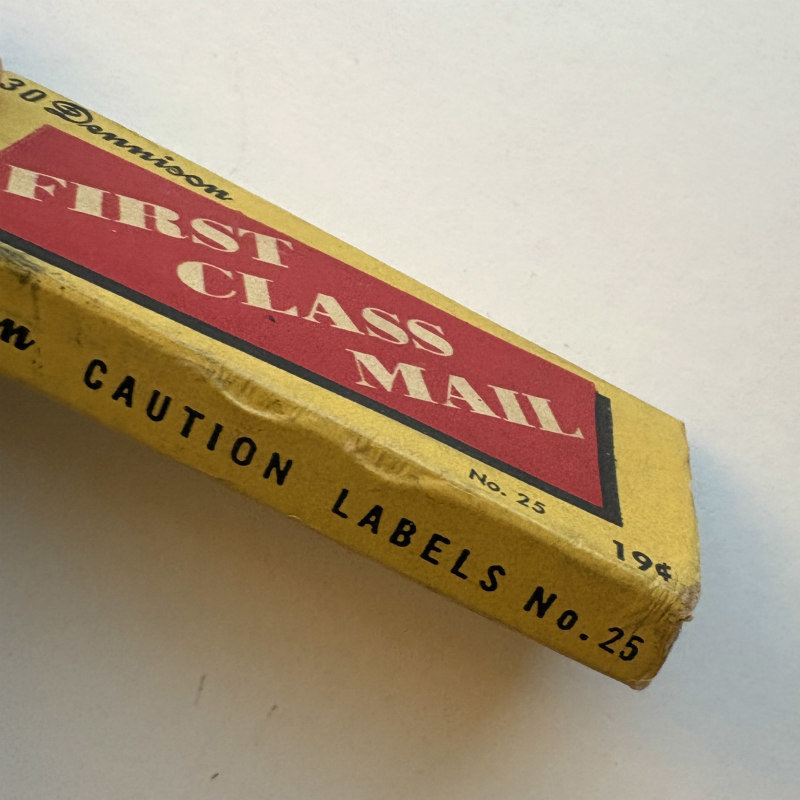 30 Dennison
FIRST
CLASS
MAIL
No. 25
19¢
CAUTION LABELS No. 25